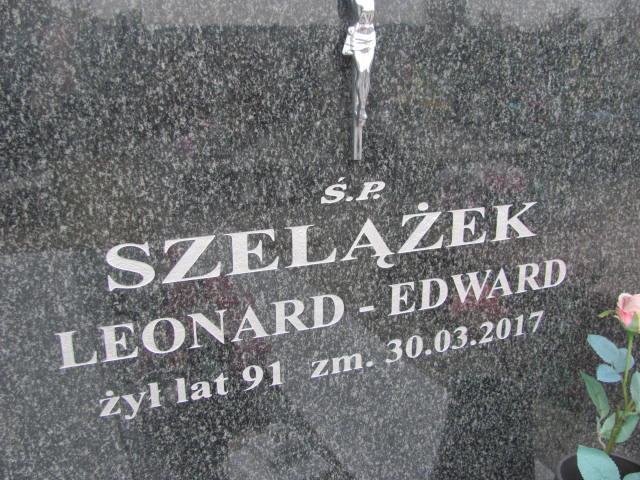 Ś.P.
SZELĄŻEK
LEONARD - EDWARD
żył lat 91 zm. 30.03.2017